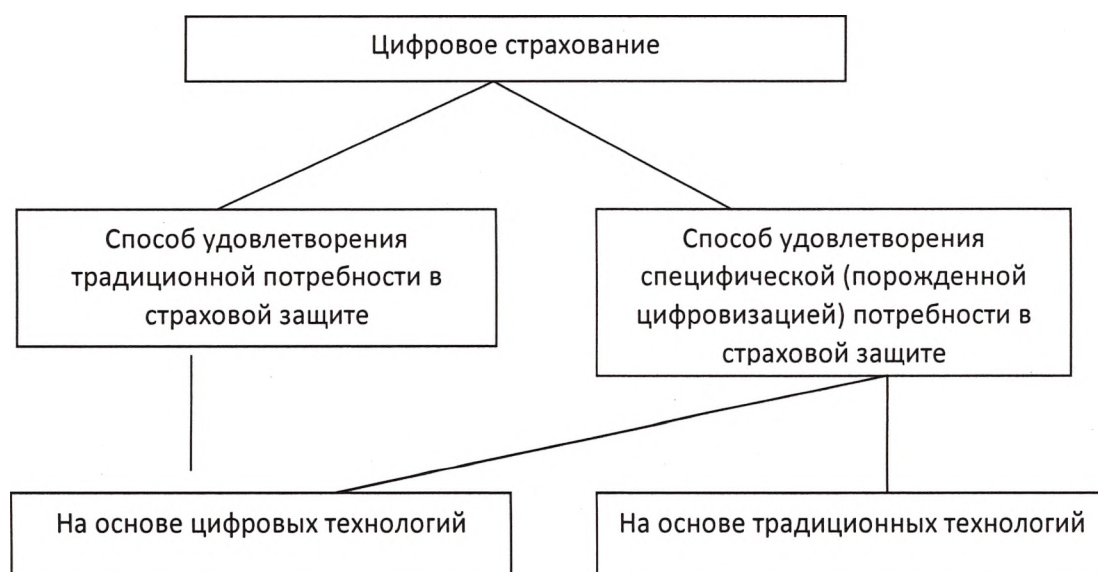 Цифровое страхование
Способ удовлетворения
традиционной потребности в
страховой защите
Способ удовлетворения
специфической (порожденной
цифровизацией) потребности в
страховой защите
На основе цифровых технологий
На основе традиционных технологий